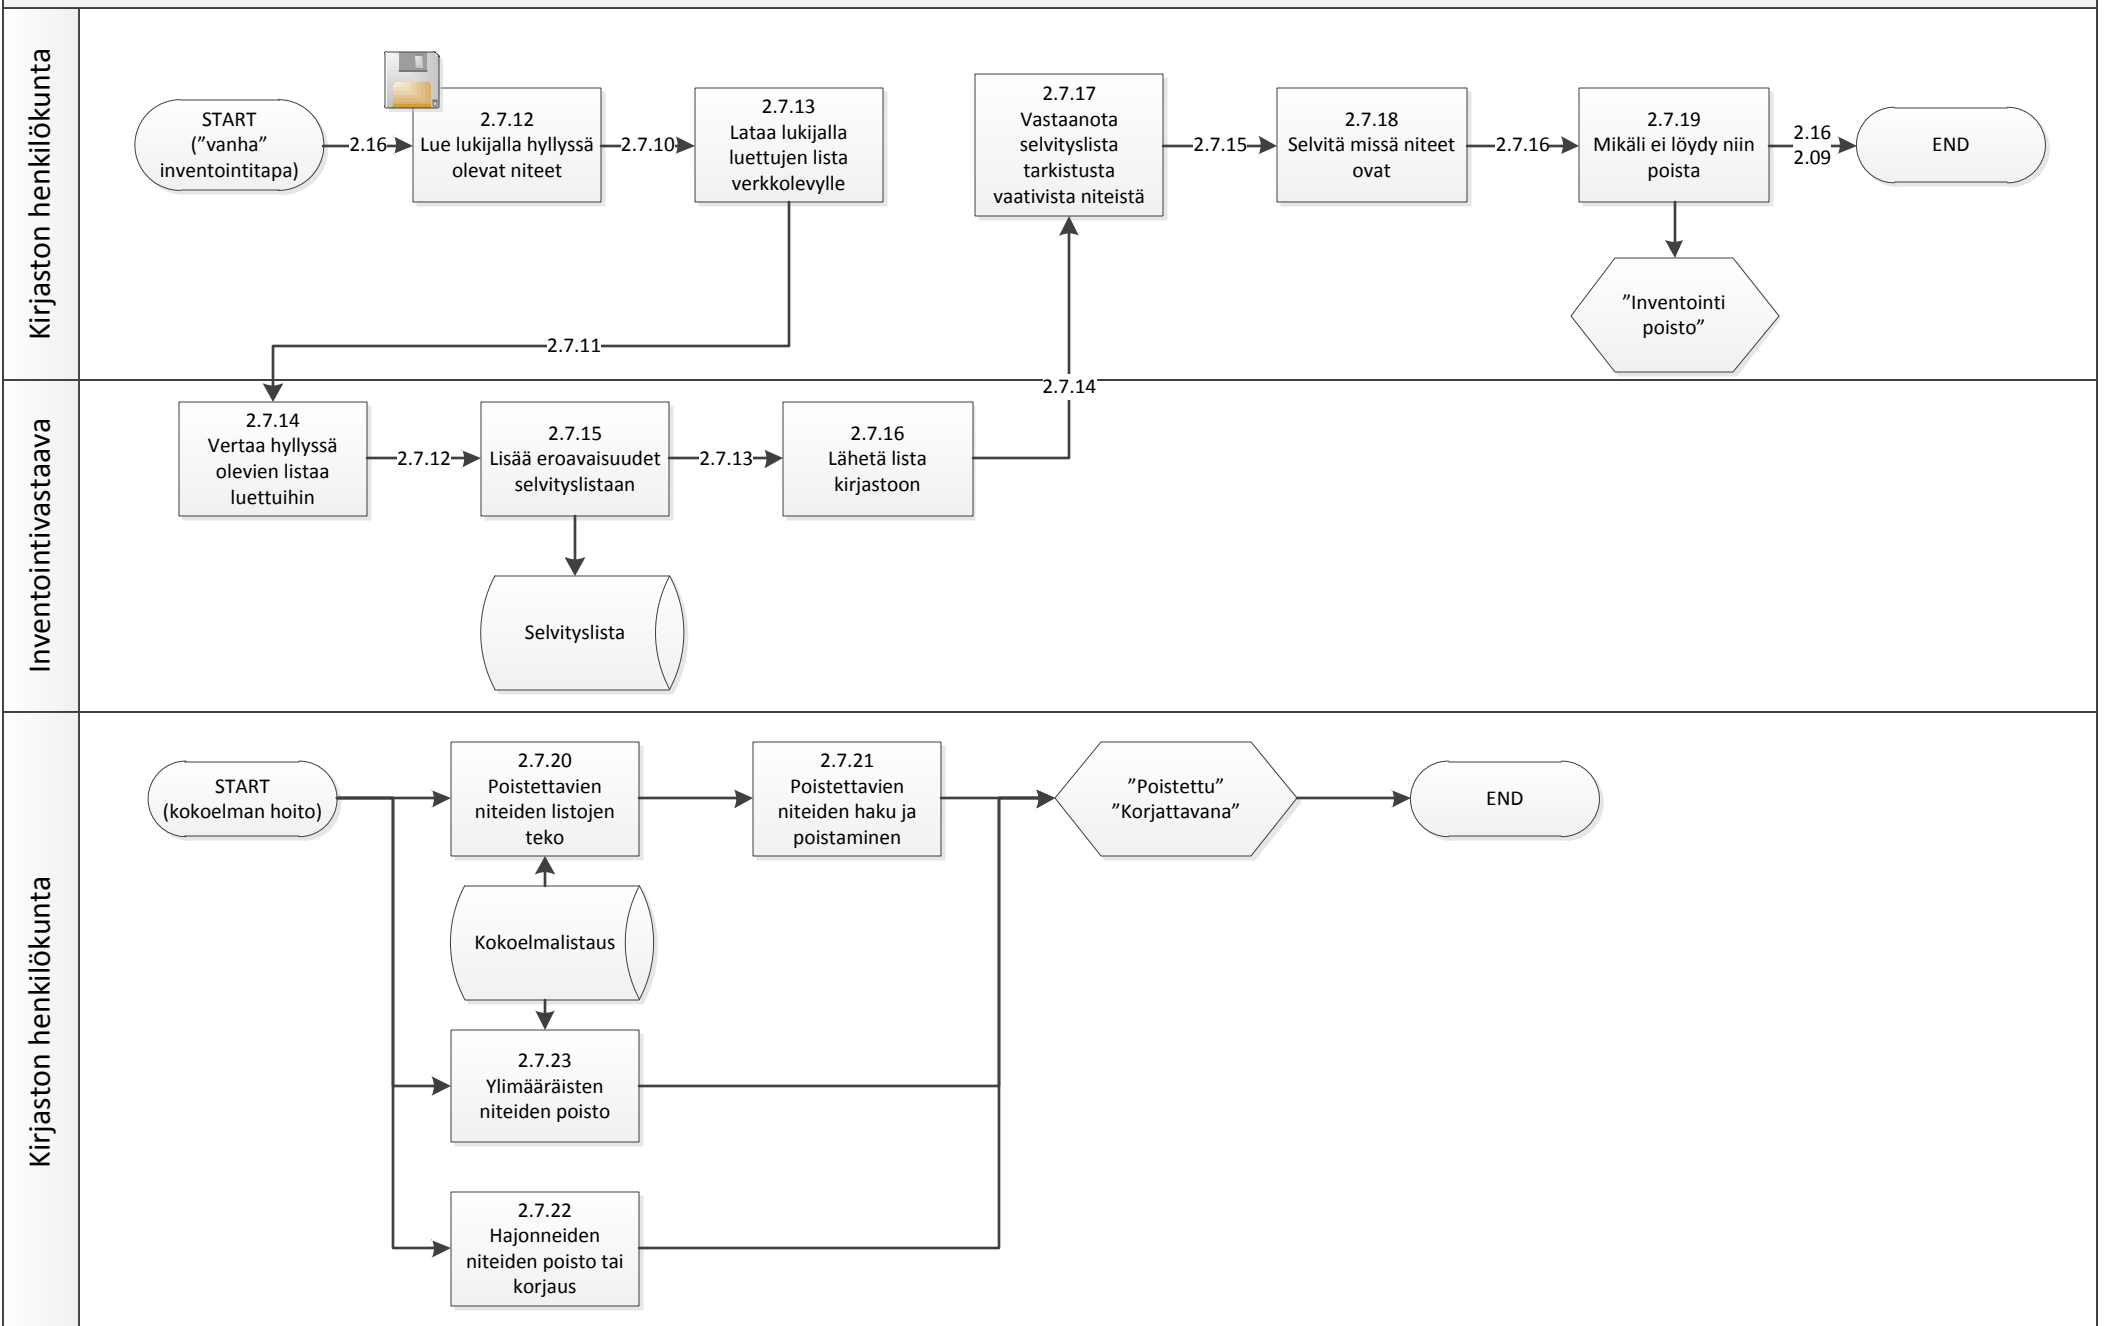 Kirjaston henkilökunta
START
(”vanha”
inventointitapa)
2.16
2.7.12
Lue lukijalla hyllyssä
olevat niteet
2.7.10
2.7.13
Lataa lukijalla
luettujen lista
verkkolevylle
2.7.11
2.7.17
Vastaanota
selvityslista
tarkistusta
vaativista niteistä
2.7.15
2.7.18
Selvitä missä niteet
ovat
2.7.16
2.7.19
Mikäli ei löydy niin
poista
2.16
2.09
END
”Inventointi
poisto”
Inventointivastaava
2.7.14
2.7.14
Vertaa hyllyssä
olevien listaa
luettuihin
2.7.12
2.7.15
Lisää eroavaisuudet
selvityslistaan
2.7.13
2.7.16
Lähetä lista
kirjastoon
Selvityslista
Kirjaston henkilökunta
START
(kokoelman hoito)
2.7.20
Poistettavien
niteiden listojen
teko
2.7.21
Poistettavien
niteiden haku ja
poistaminen
”Poistettu”
”Korjattavana”
END
Kokoelmalistaus
2.7.23
Ylimääräisten
niteiden poisto
2.7.22
Hajonneiden
niteiden poisto tai
korjaus